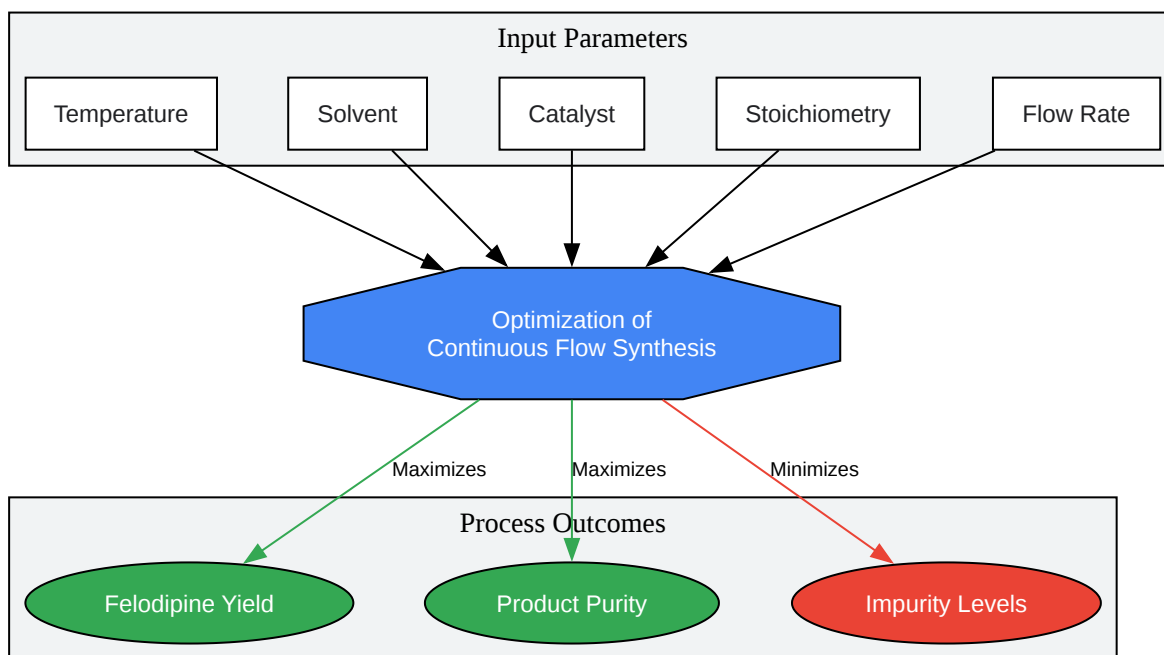 Input Parameters
Temperature
Solvent
Catalyst
Stoichiometry
Flow Rate
Optimization of
Continuous Flow Synthesis
Maximizes
Maximizes
Minimizes
Process Outcomes
Felodipine Yield
Product Purity
Impurity Levels